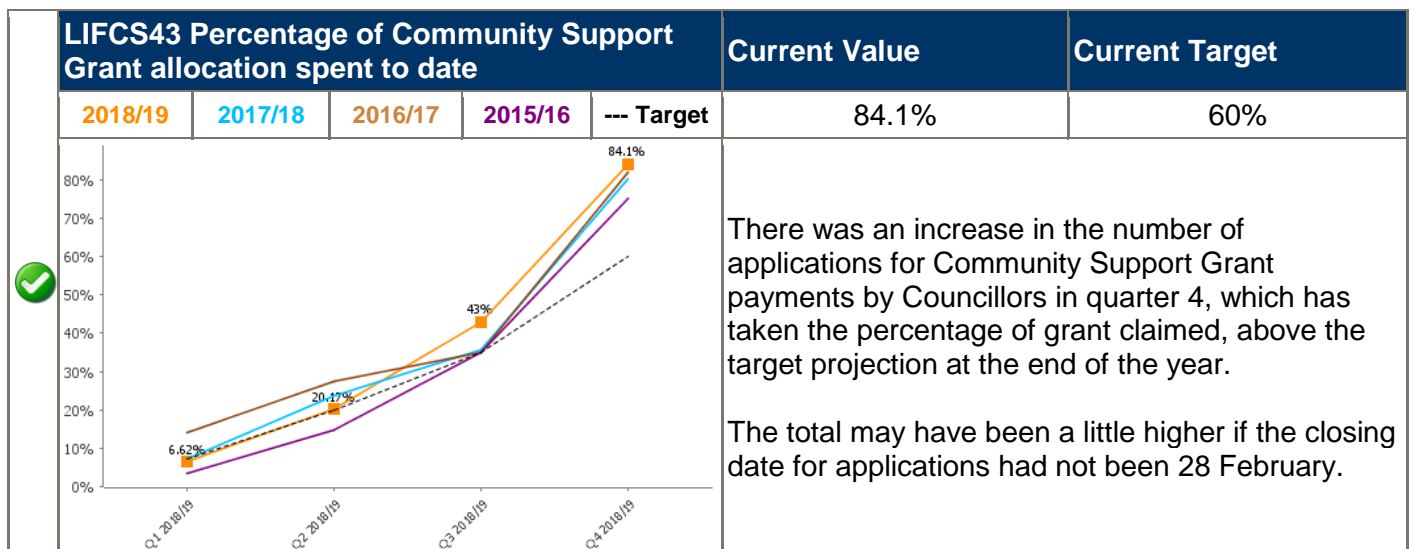 LIFCS43 Percentage of Community Support
Grant allocation spent to date
Current Value
Current Target
2018/19
2017/18
2016/17
2015/16
--- Target
84.1%
60%
84.1%
80%
70%
60%
50%
43%
40%
30%
20.17%
20%
10%
6.62%
0%
Q1 2018/19
Q2 2018/19
Q3 2018/19
Q4 2018/19
There was an increase in the number of
applications for Community Support Grant
payments by Councillors in quarter 4, which has
taken the percentage of grant claimed, above the
target projection at the end of the year.
The total may have been a little higher if the closing
date for applications had not been 28 February.